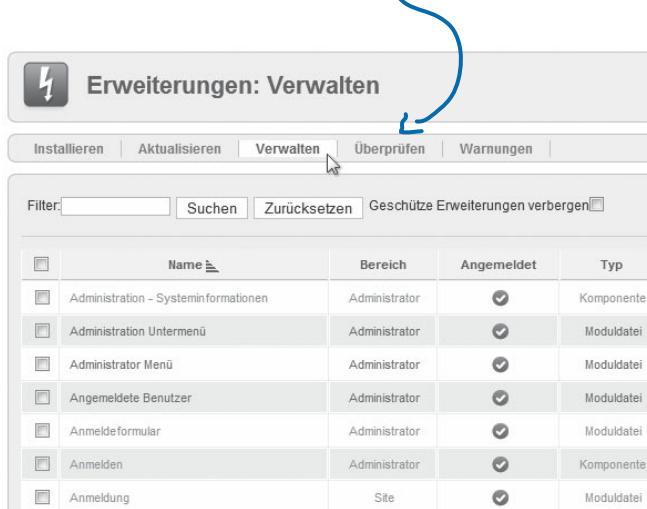 Erweiterungen: Verwalten
Installieren Aktualisieren Verwalten Überprüfen Warnungen
Filter: Suchen Zurücksetzen Geschütze Erweiterungen verbergen
Name Bereich Angemeldet Typ
Administration - Systeminformationen Administrator Komponente
Administration Untermenü Administrator Moduldatei
Administrator Menü Administrator Moduldatei
Angemeldete Benutzer Administrator Moduldatei
Anmeldeformular Administrator Moduldatei
Anmelden Administrator Komponente
Anmeldung Site Moduldatei